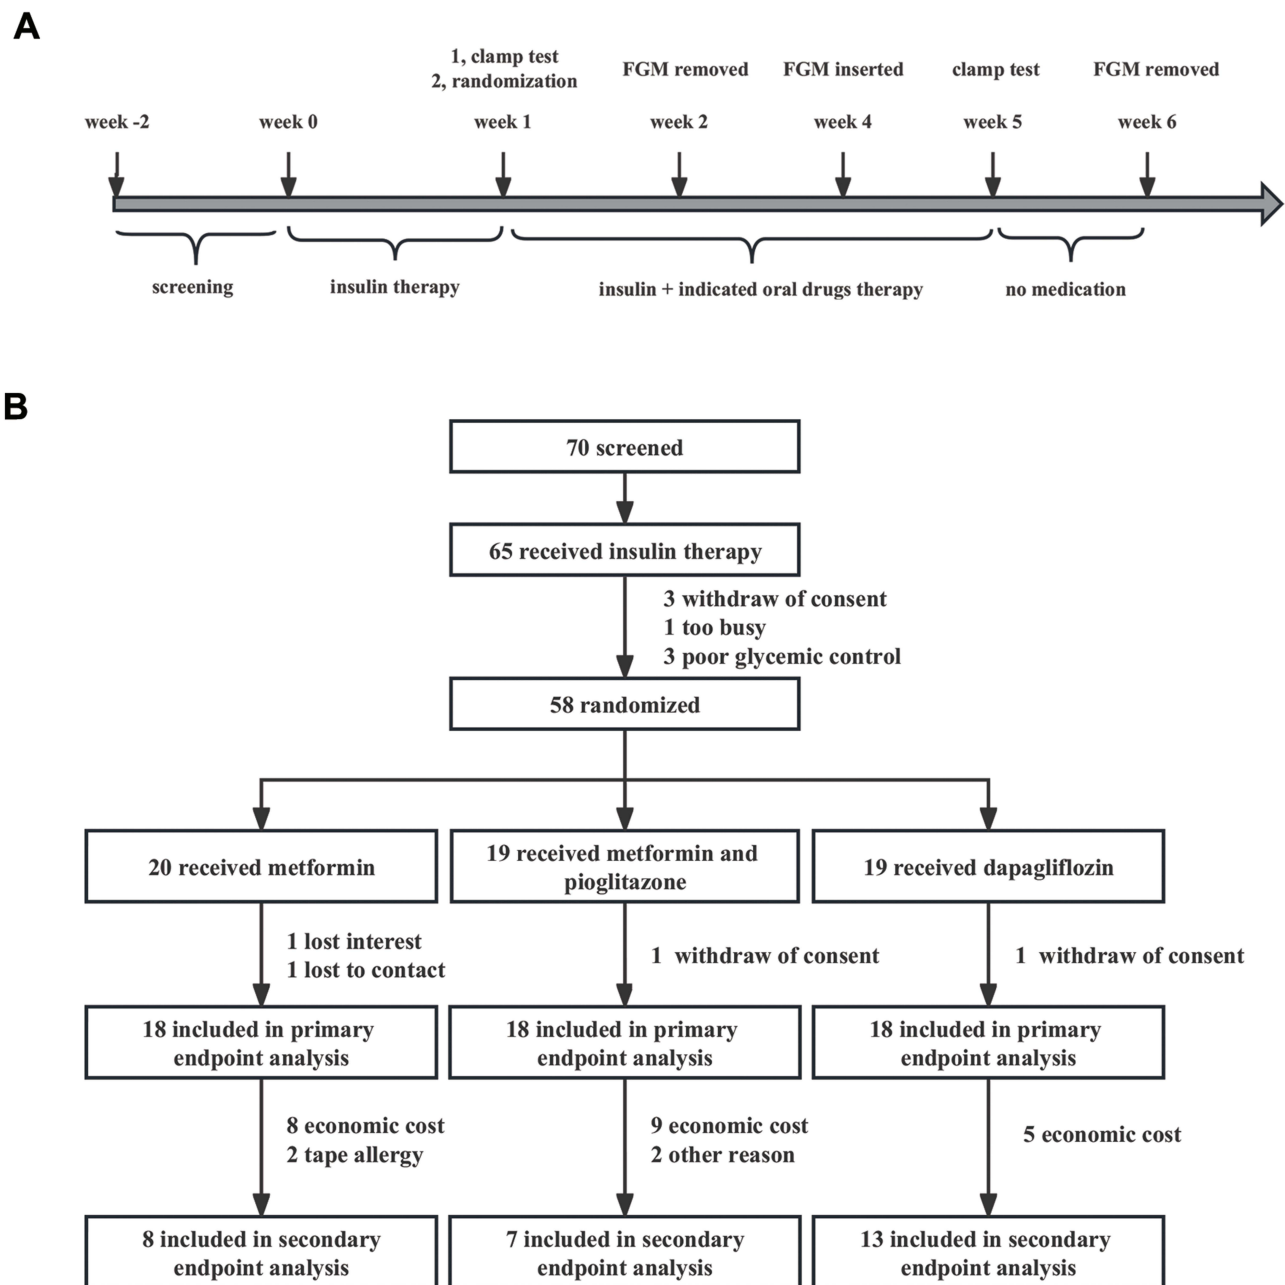 A
1, clamp test
2, randomization
FGM removed
FGM inserted
clamp test
FGM removed
week -2
week 0
week 1
week 2
week 4
week 5
week 6
screening
insulin therapy
insulin + indicated oral drugs therapy
no medication
B
70 screened
65 received insulin therapy
3 withdraw of consent
1 too busy
3 poor glycemic control
58 randomized
20 received metformin
19 received metformin and
pioglitazone
19 received dapagliflozin
1 lost interest
1 lost to contact
1 withdraw of consent
1 withdraw of consent
18 included in primary
endpoint analysis
18 included in primary
endpoint analysis
18 included in primary
endpoint analysis
8 economic cost
2 tape allergy
9 economic cost
2 other reason
5 economic cost
8 included in secondary
endpoint analysis
7 included in secondary
endpoint analysis
13 included in secondary
endpoint analysis